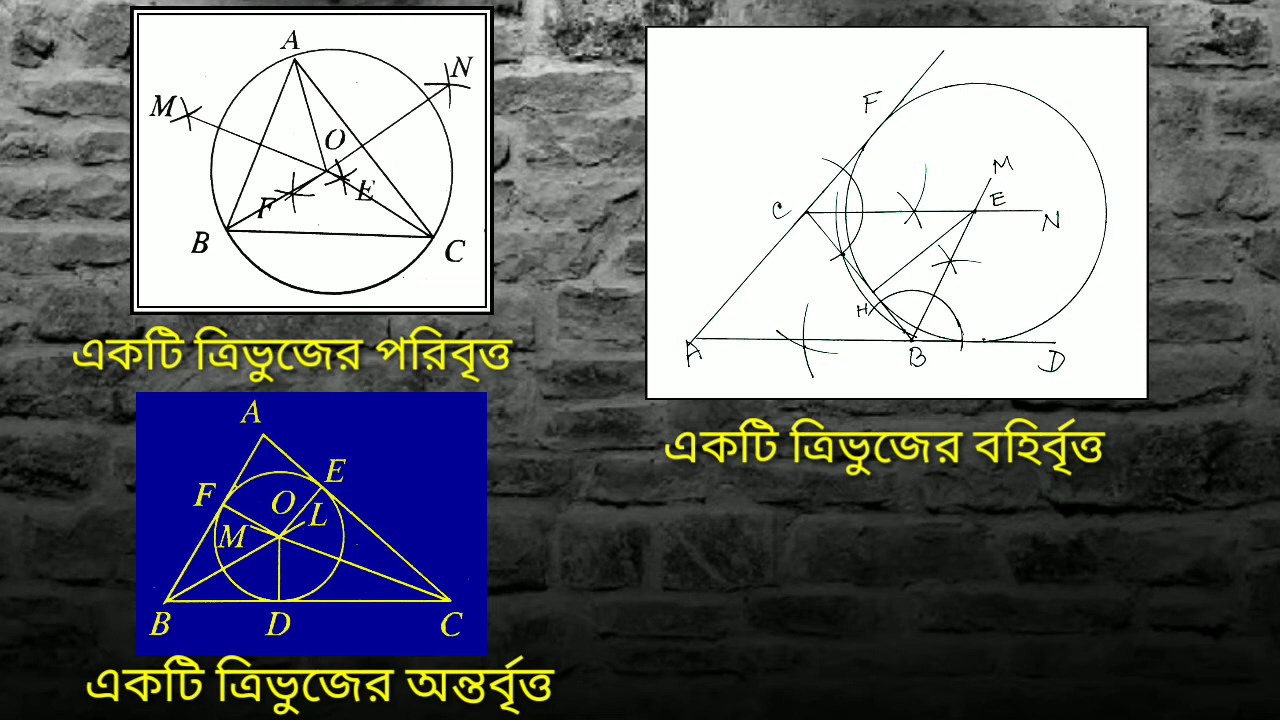 A
N
M
O
F
E
B
C
একটি ত্রিভুজের পরিবৃত্ত
F
M
C
E
N
H
A
B
D
একটি ত্রিভুজের বহির্বৃত্ত
A
E
F
O
L
M
B
D
C
একটি ত্রিভুজের অন্তর্বৃত্ত